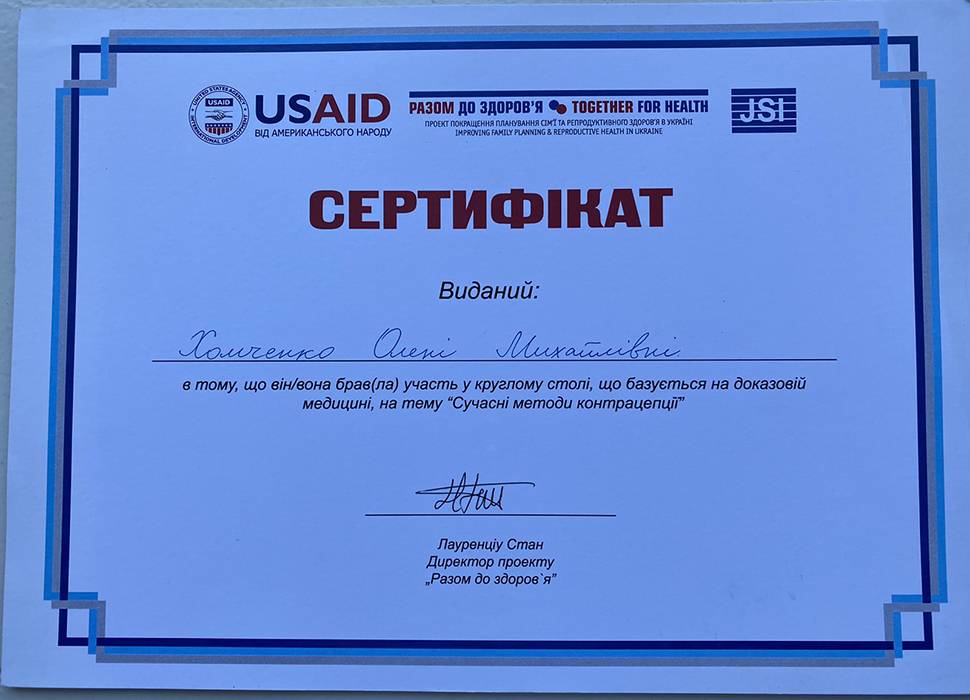 UNITED STATES AGENCY
USAID
INTERNATIONAL DEVELOPMENT
USAID
ВІД АМЕРИКАНСЬКОГО НАРОДУ
РАЗОМ ДО ЗДОРОВ'Я TOGETHER FOR HEALTH
ПРОЕКТ ПОКРАЩЕННЯ ПЛАНУВАННЯ СІМ'Ї ТА РЕПРОДУКТИВНОГО ЗДОРОВ'Я В УКРАЇНІ
IMPROVING FAMILY PLANNING & REPRODUCTIVE HEALTH IN UKRAINE
JSI
СЕРТИФІКАТ
Виданий:
Хомченко Олені Михайлівні
в тому, що він/вона брав(ла) участь у круглому столі, що базується на доказовій
медицині, на тему “Сучасні методи контрацепції”
Лауренціу Стан
Директор проекту
„Разом до здоров`я”